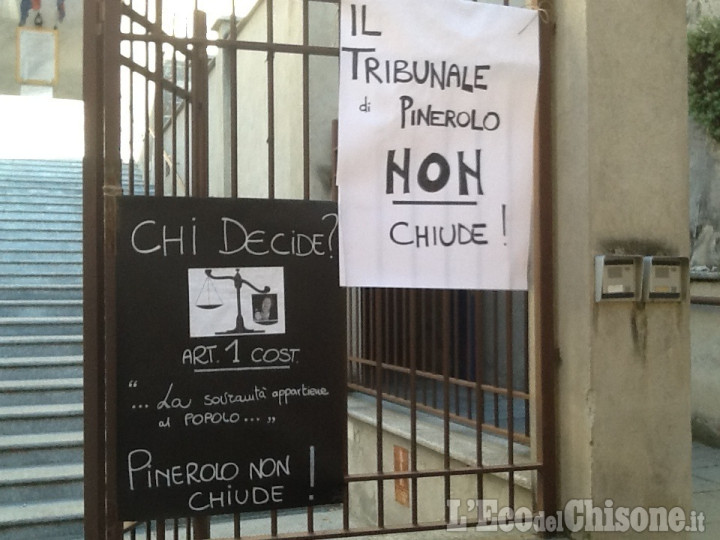 IL
TRIBUNALE
di PINEROLO
NON
CHIUDE!
CHI DECIDE?
ART. 1 COST.
"... La sovranità appartiene
al POPOLO..."
PINEROLO NON
CHIUDE!
L'EcodelChisone.it